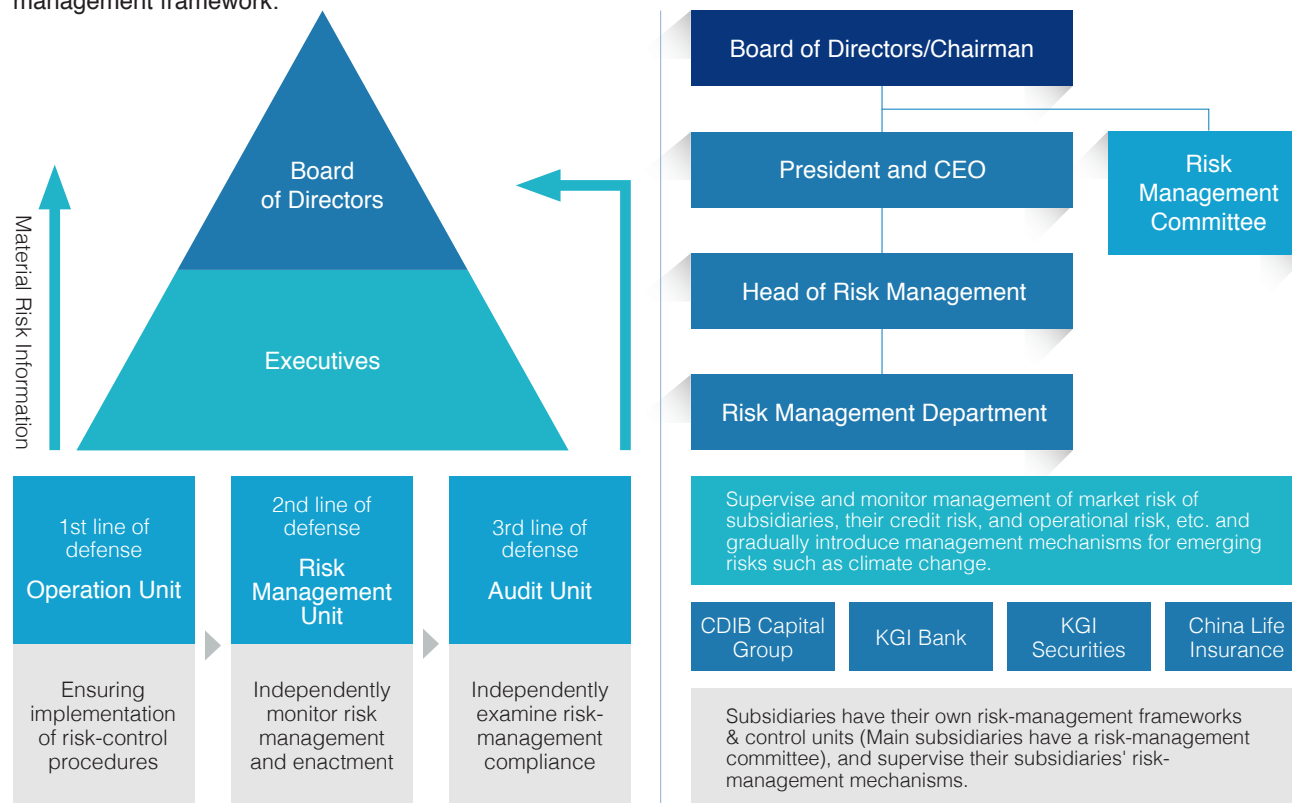 management framework.
Board
of Directors
Executives
Material Risk Information
1st line of
defense
Operation Unit
2nd line of
defense
Risk
Management
Unit
3rd line of
defense
Audit Unit
Ensuring
implementation
of risk-control
procedures
Independently
monitor risk
management
and enactment
Independently
examine risk-
management
compliance
Board of Directors/Chairman
President and CEO
Risk
Management
Committee
Head of Risk Management
Risk Management Department
Supervise and monitor management of market risk of
subsidiaries, their credit risk, and operational risk, etc. and
gradually introduce management mechanisms for emerging
risks such as climate change.
CDIB Capital
Group
KGI Bank
KGI
Securities
China Life
Insurance
Subsidiaries have their own risk-management frameworks
& control units (Main subsidiaries have a risk-management
committee), and supervise their subsidiaries' risk-
management mechanisms.